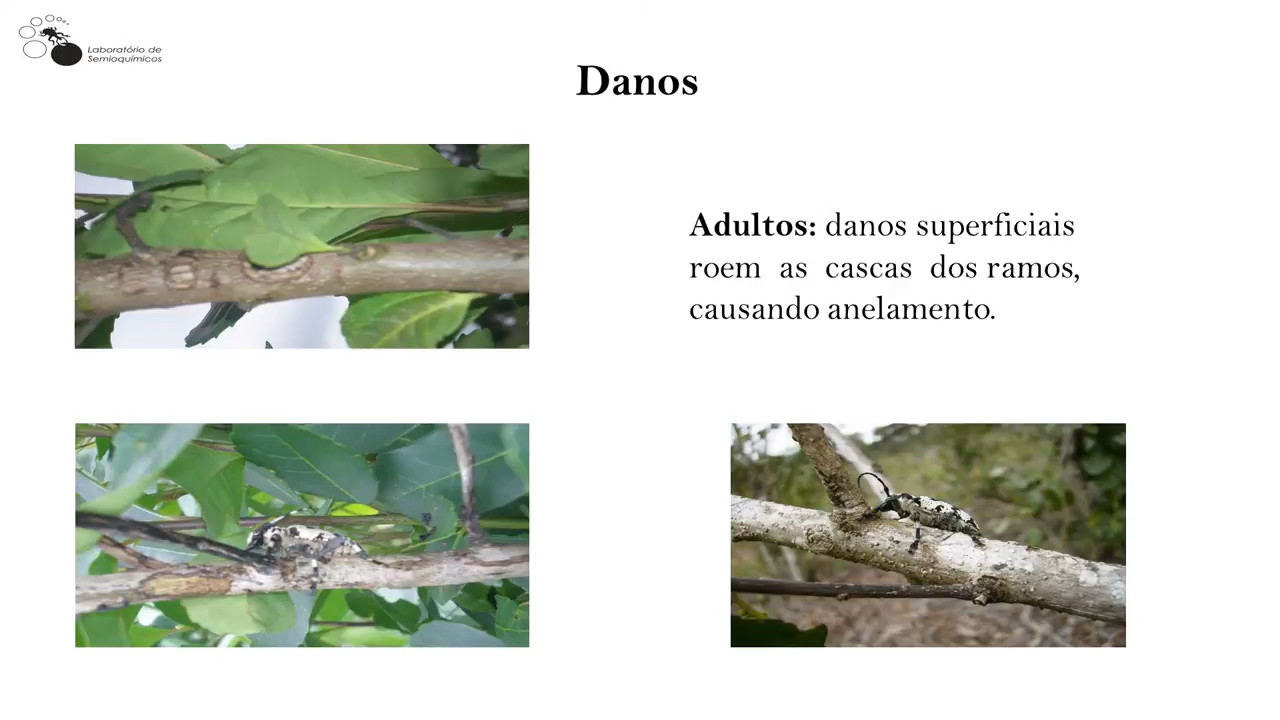 Laboratório de
Semioquímicos
Danos
Adultos: danos superficiais
roem as cascas dos ramos,
causando anelamento.